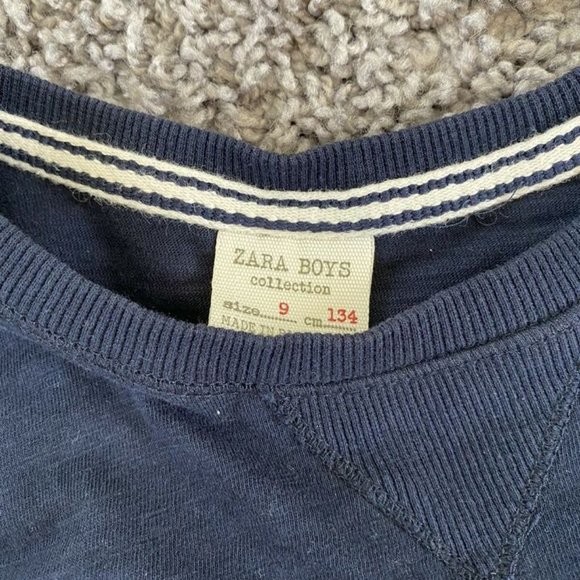 ZARA BOYS
collection
size......9 cm..134
MADE IN